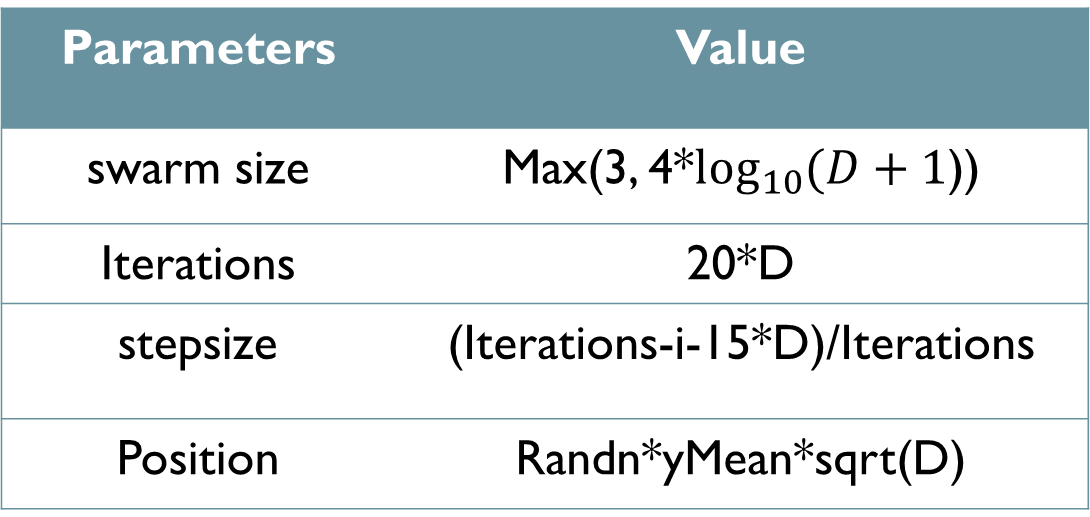 Parameters Value
swarm size Max(3, 4*log₁₀(D + 1))
Iterations 20*D
stepsize (Iterations-i-15*D)/Iterations
Position Randn*yMean*sqrt(D)